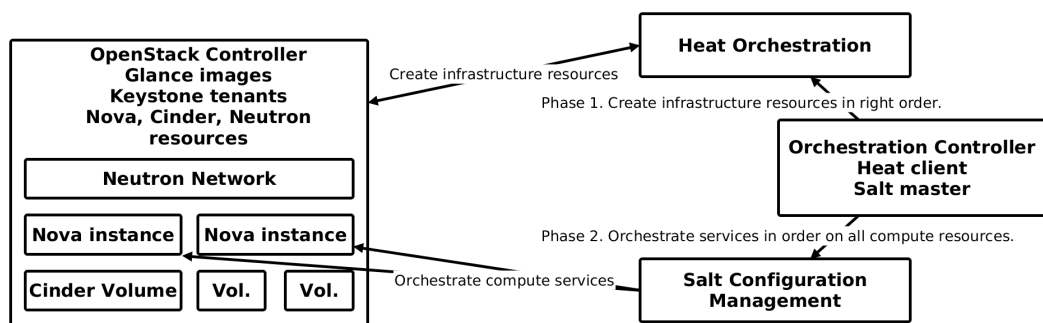 OpenStack Controller
Glance images
Keystone tenants
Nova, Cinder, Neutron
resources
Neutron Network
Nova instance
Nova instance
Cinder Volume
Vol.
Vol.
Create infrastructure resources
Heat Orchestration
Phase 1. Create infrastructure resources in right order.
Orchestration Controller
Heat client
Salt master
Phase 2. Orchestrate services in order on all compute resources.
Orchestrate compute services
Salt Configuration
Management